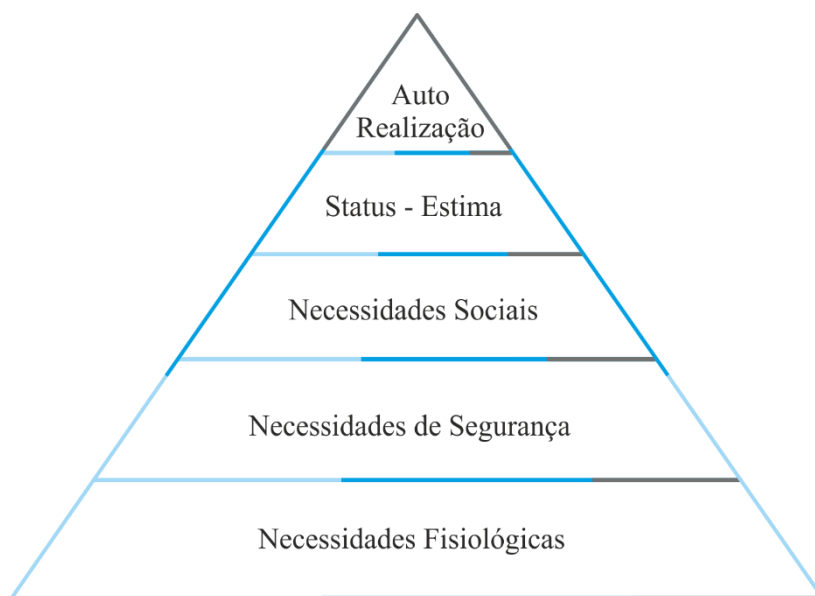 Auto
Realização
Status - Estima
Necessidades Sociais
Necessidades de Segurança
Necessidades Fisiológicas